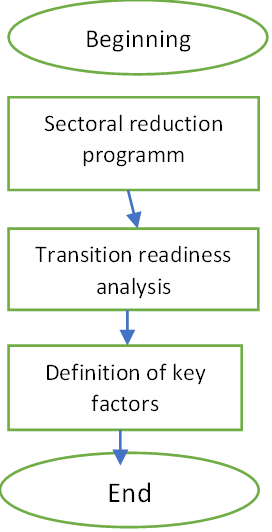 Beginning
Sectoral reduction
programm
Transition readiness
analysis
Definition of key
factors
End